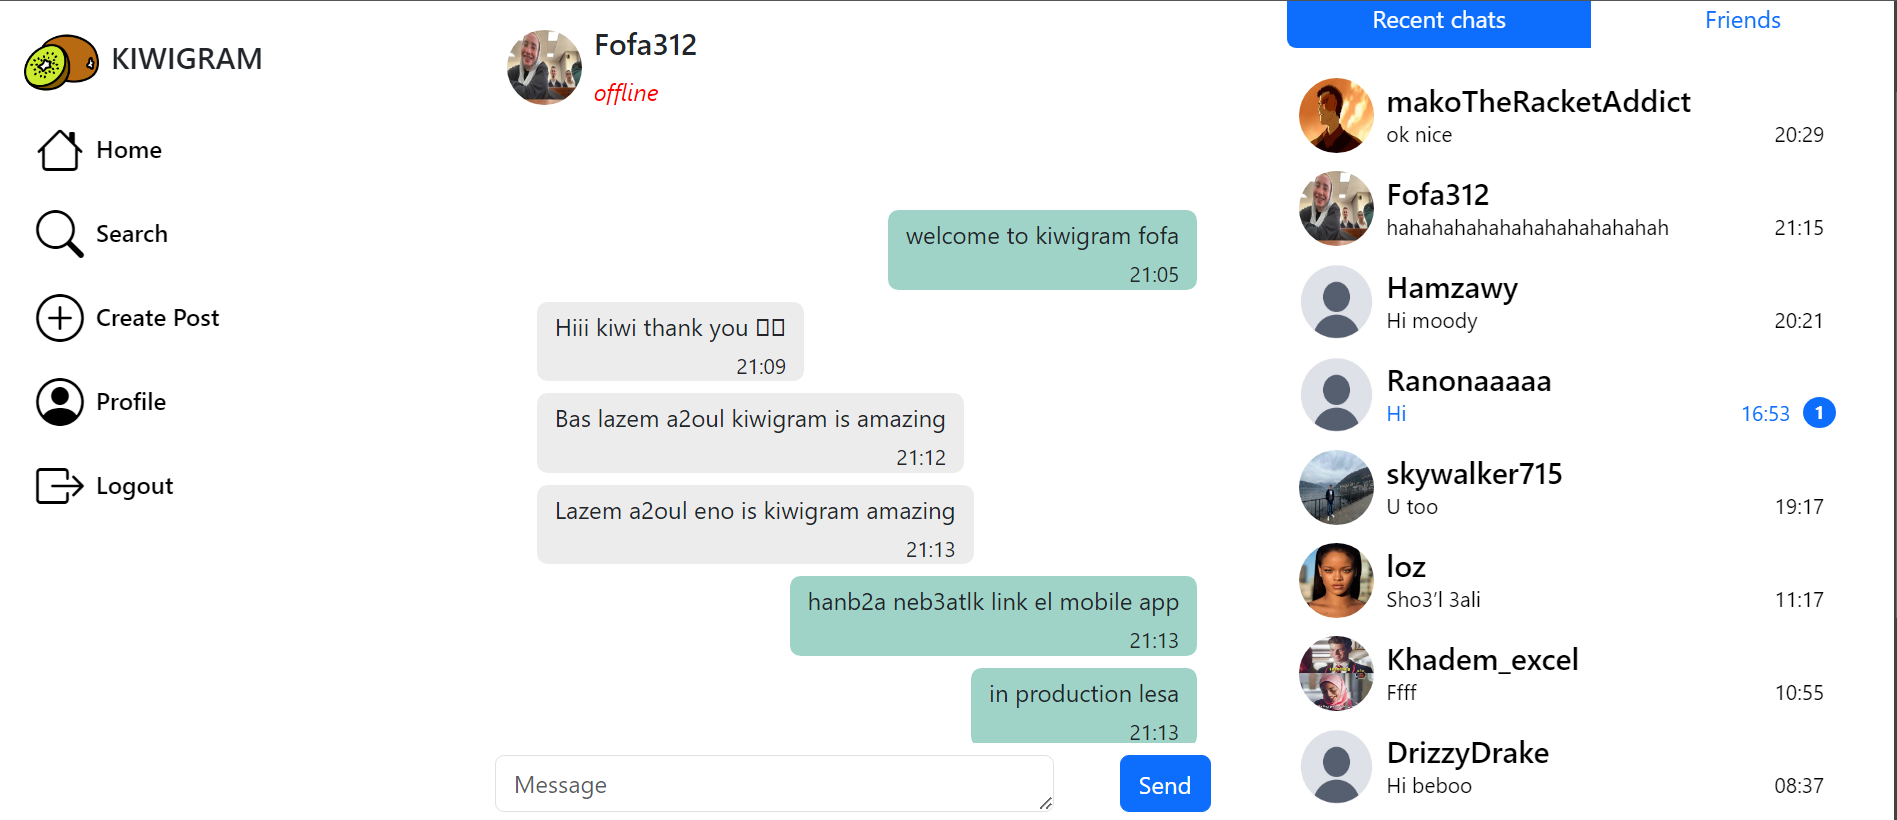 KIWIGRAM
Home
Search
Create Post
Profile
Logout
Fofa312
offline
welcome to kiwigram fofa
21:05
Hiii kiwi thank you
21:09
Bas lazem a2oul kiwigram is amazing
21:12
Lazem a2oul eno is kiwigram amazing
21:13
hanb2a neb3atlk link el mobile app
21:13
in production lesa
21:13
Message
Send
Recent chats
Friends
makoTheRacketAddict
ok nice 20:29
Fofa312
hahahahahahahahahahahahah 21:15
Hamzawy
Hi moody 20:21
Ranonaaaaa
Hi 16:53 1
skywalker715
U too 19:17
loz
Sho3'l 3ali 11:17
Khadem_excel
Ffff 10:55
DrizzyDrake
Hi beboo 08:37